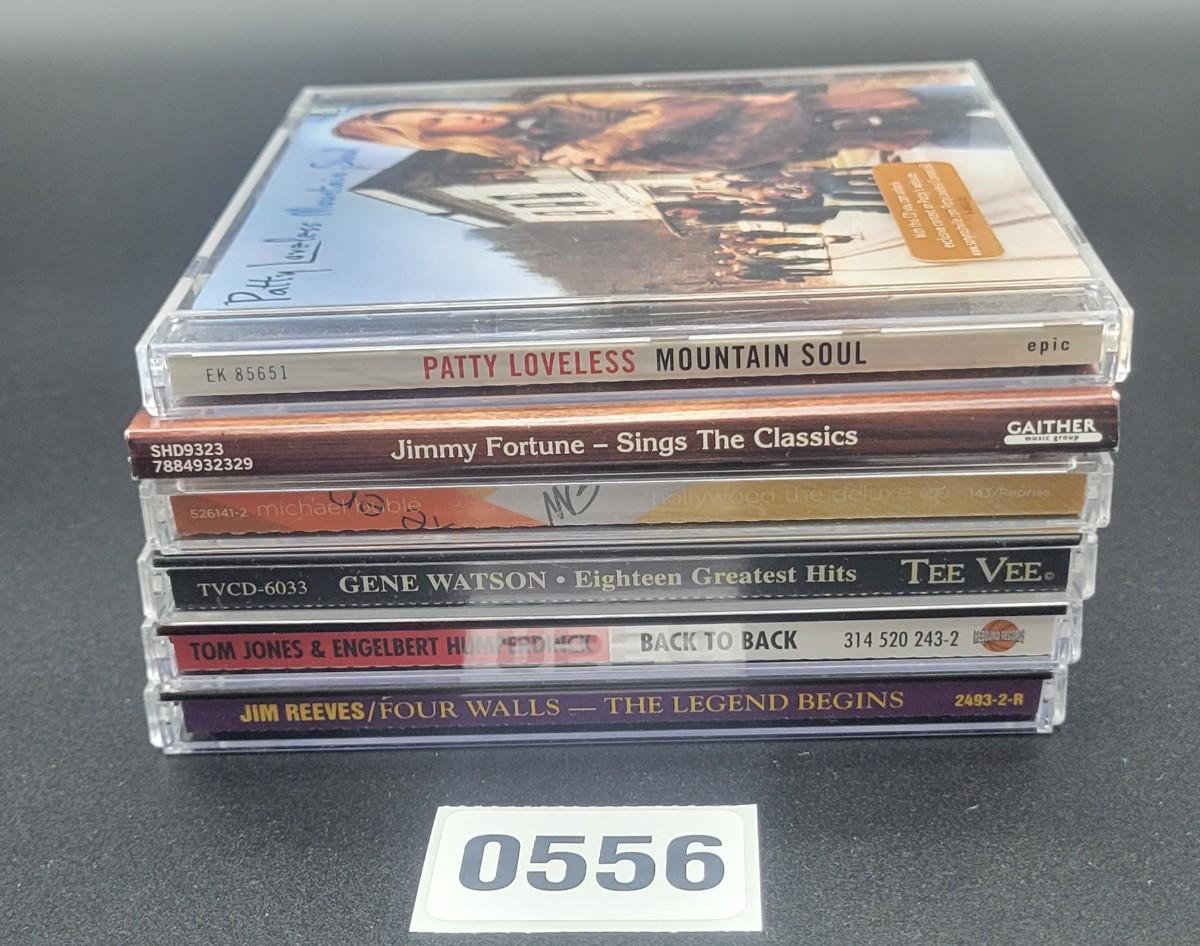 Patty Loveless Mountain Soul
EK 85651 PATTY LOVELESS MOUNTAIN SOUL epic
SHD9323
7884932329
Jimmy Fortune – Sings The Classics
GAITHER
music group
526141-2 michael bublé hollywood the deluxe ep 143/Reprise
TVCD-6033 GENE WATSON • Eighteen Greatest Hits TEE VEE©
TOM JONES & ENGELBERT HUMPERDINCK BACK TO BACK 314 520 243-2 REBOUND RECORDS
JIM REEVES/FOUR WALLS — THE LEGEND BEGINS 2493-2-R
0556